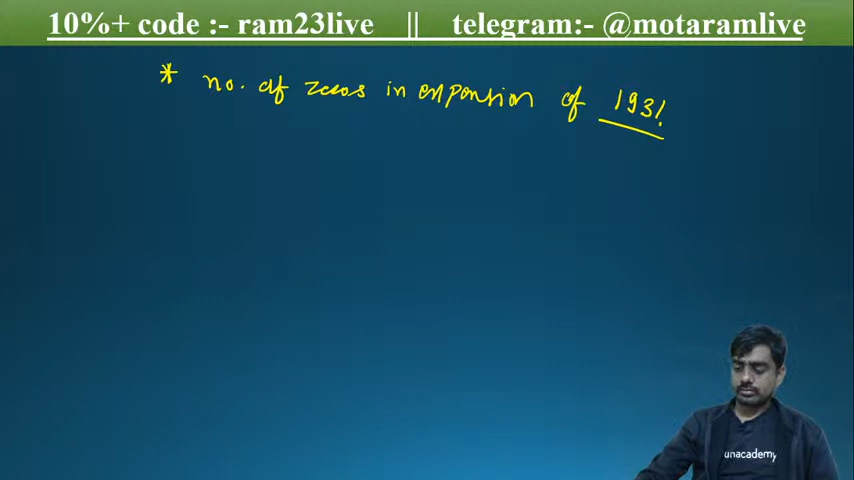 10%+ code :- ram23live || telegram:- @motaramlive
* no. of zeros in expansion of 193!
unacademy